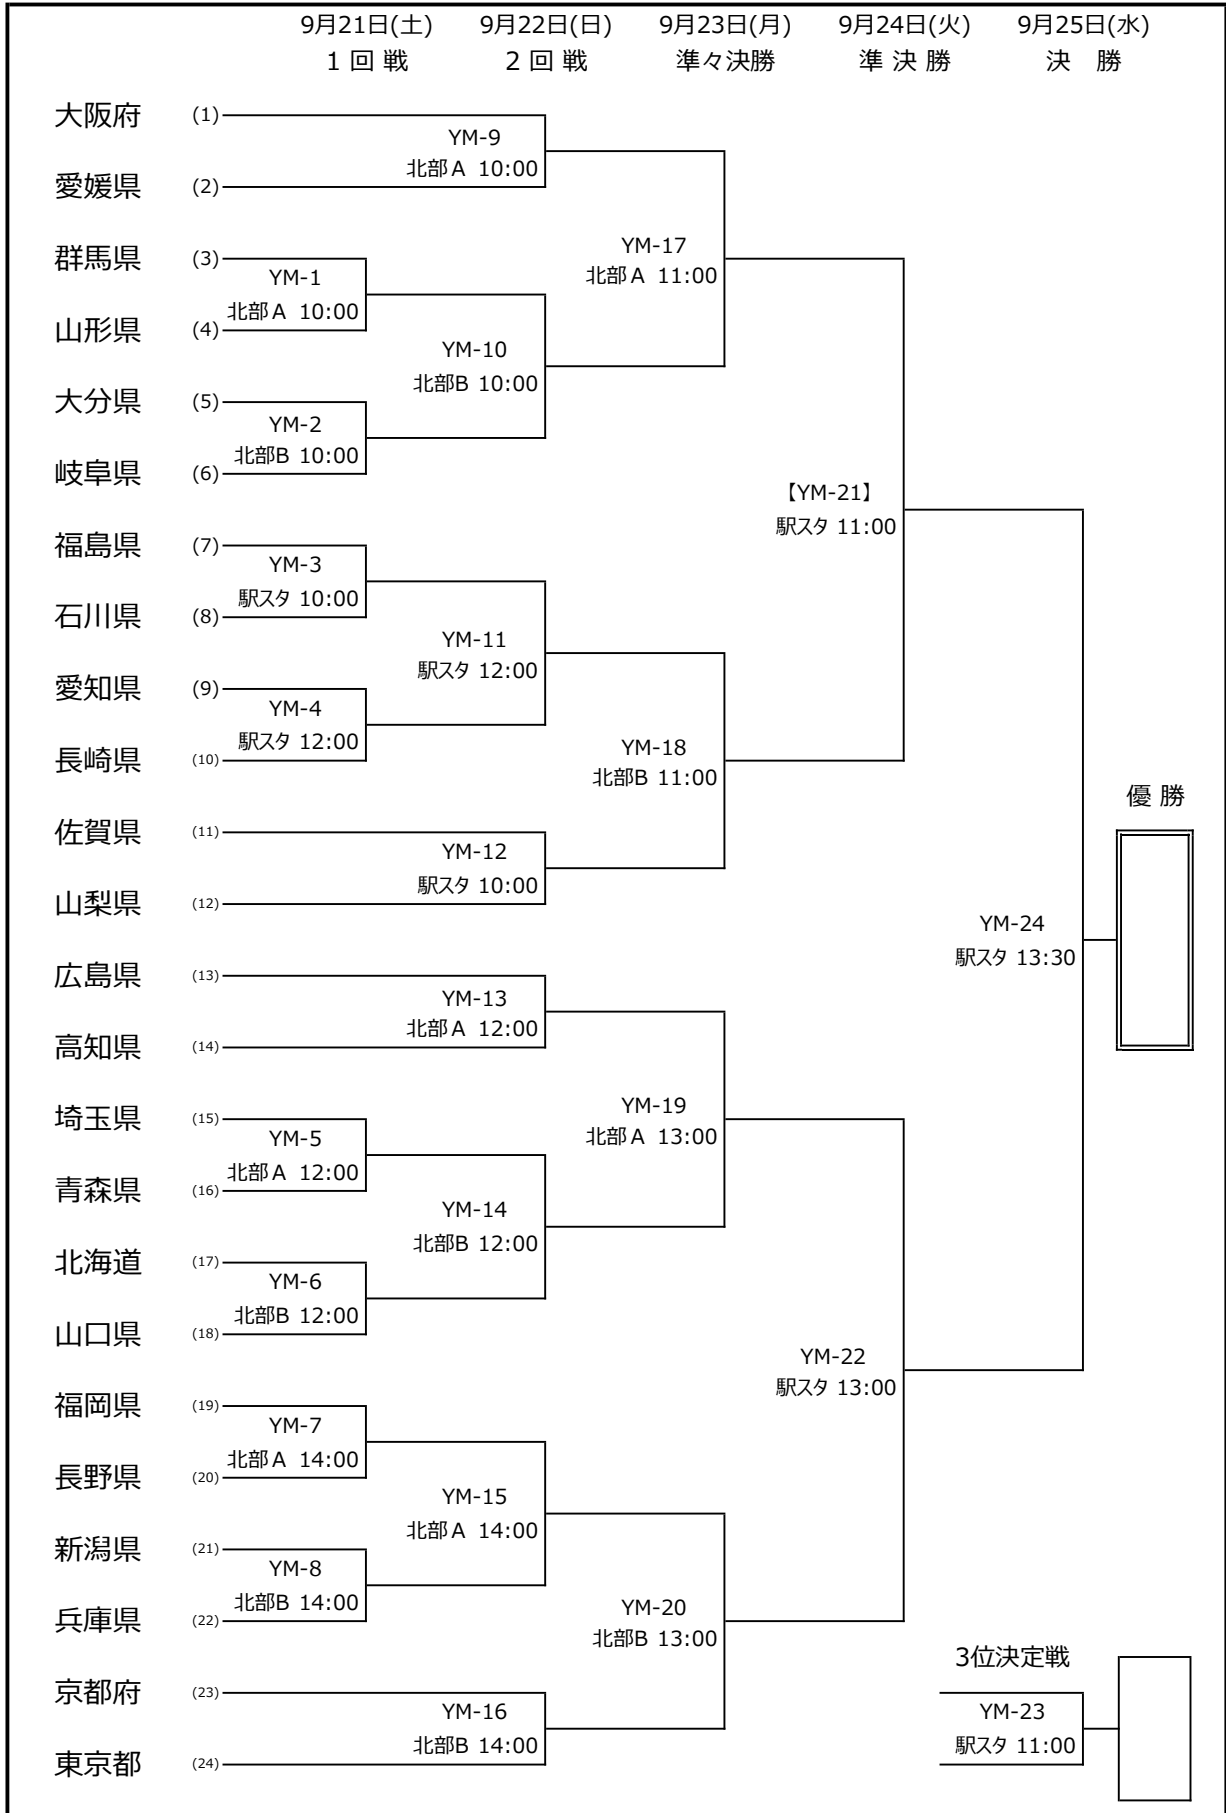 9月21日(土) 9月22日(日) 9月23日(月) 9月24日(火) 9月25日(水)
1 回 戦 2 回 戦 準々決勝 準 決 勝 決 勝
大阪府 (1)
YM-9
北部A 10:00
愛媛県 (2)
YM-17
北部A 11:00
群馬県 (3)
YM-1
北部A 10:00
山形県 (4)
YM-10
北部B 10:00
大分県 (5)
YM-2
北部B 10:00
岐阜県 (6)
【YM-21】
駅スタ 11:00
福島県 (7)
YM-3
駅スタ 10:00
石川県 (8)
YM-11
駅スタ 12:00
愛知県 (9)
YM-4
駅スタ 12:00
長崎県 (10)
YM-18
北部B 11:00
優 勝
佐賀県 (11)
YM-12
駅スタ 10:00
山梨県 (12)
YM-24
駅スタ 13:30
広島県 (13)
YM-13
北部A 12:00
高知県 (14)
YM-19
北部A 13:00
埼玉県 (15)
YM-5
北部A 12:00
青森県 (16)
YM-14
北部B 12:00
北海道 (17)
YM-6
北部B 12:00
山口県 (18)
YM-22
駅スタ 13:00
福岡県 (19)
YM-7
北部A 14:00
長野県 (20)
YM-15
北部A 14:00
新潟県 (21)
YM-8
北部B 14:00
兵庫県 (22)
YM-20
北部B 13:00
3位決定戦
京都府 (23)
YM-16
北部B 14:00
YM-23
駅スタ 11:00
東京都 (24)